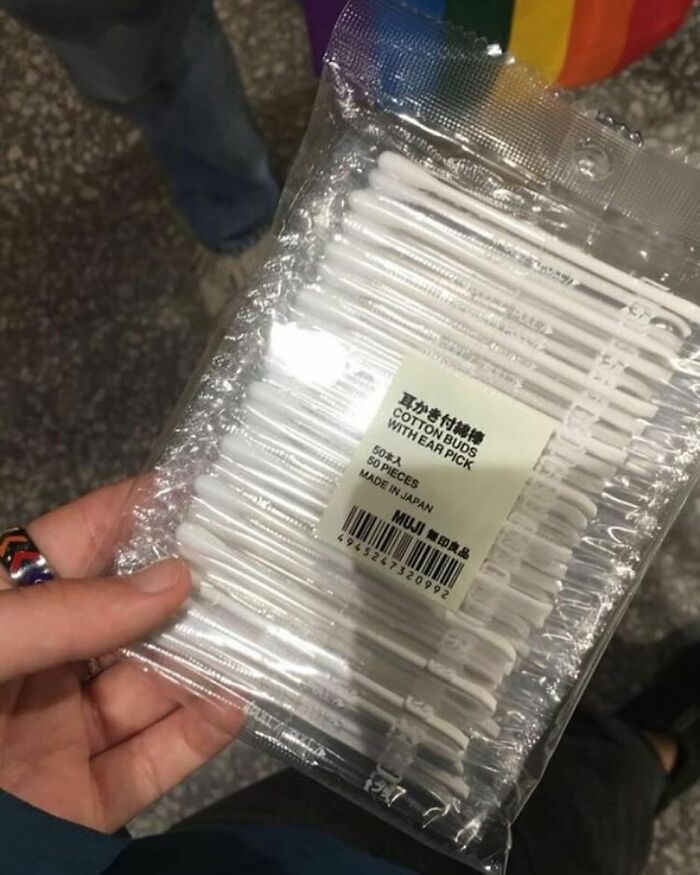 耳かき付綿棒
COTTON BUDS
WITH EAR PICK
50本入
50 PIECES
MADE IN JAPAN
MUJI 無印良品
4945247320992